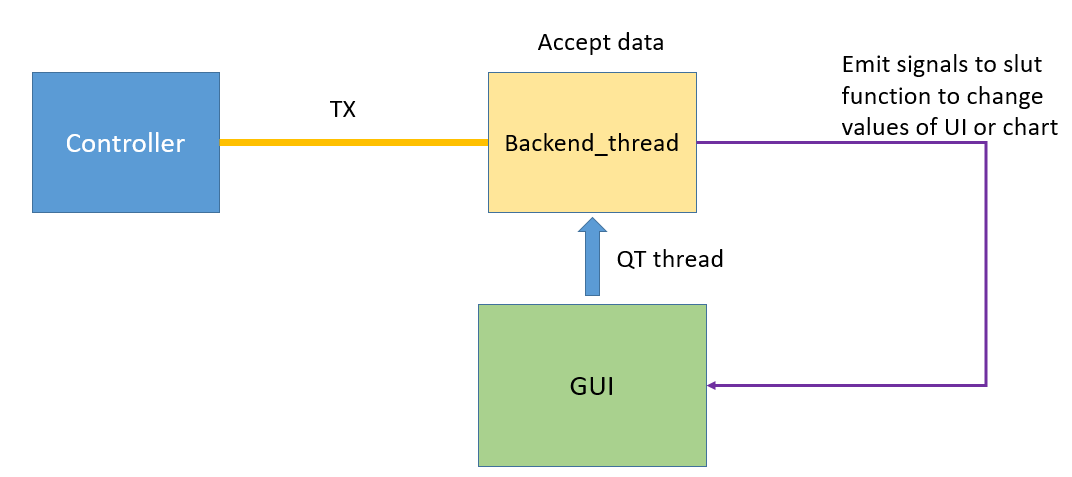 Accept data
Emit signals to slut
function to change
values of UI or chart
TX
Controller
Backend_thread
QT thread
GUI